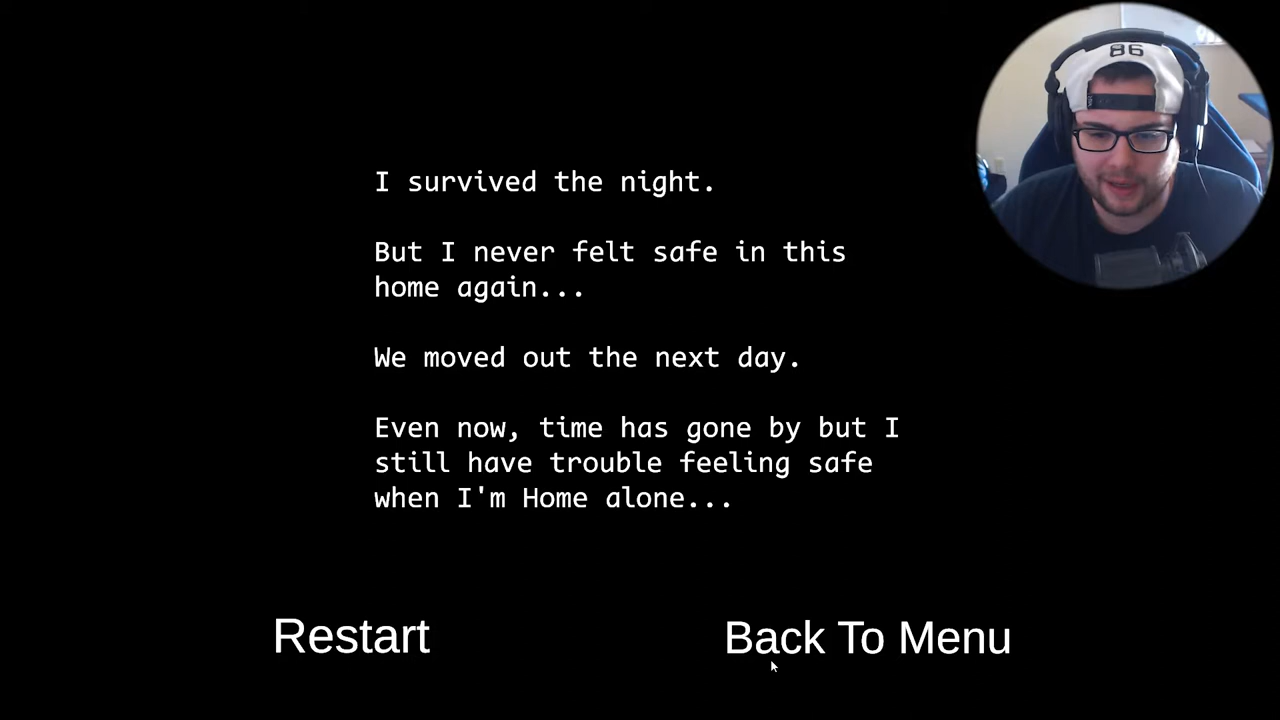 86
I survived the night.
But I never felt safe in this
home again...
We moved out the next day.
Even now, time has gone by but I
still have trouble feeling safe
when I'm Home alone...
Restart
Back To Menu